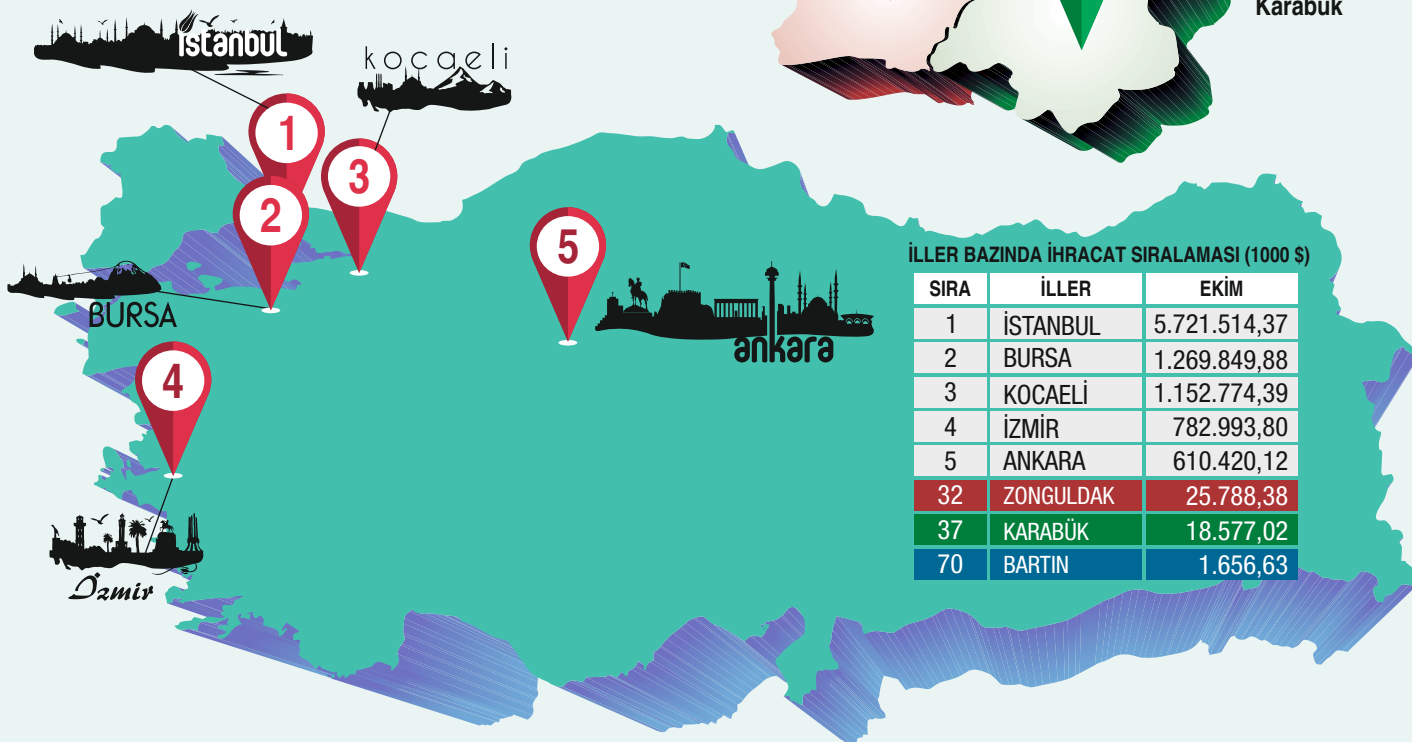 Karabük
istanbul
kocaeli
1
3
2
5
BURSA
ankara
4
İzmir
İLLER BAZINDA İHRACAT SIRALAMASI (1000 $)
SIRA İLLER EKİM
1 İSTANBUL 5.721.514,37
2 BURSA 1.269.849,88
3 KOCAELİ 1.152.774,39
4 İZMİR 782.993,80
5 ANKARA 610.420,12
32 ZONGULDAK 25.788,38
37 KARABÜK 18.577,02
70 BARTIN 1.656,63